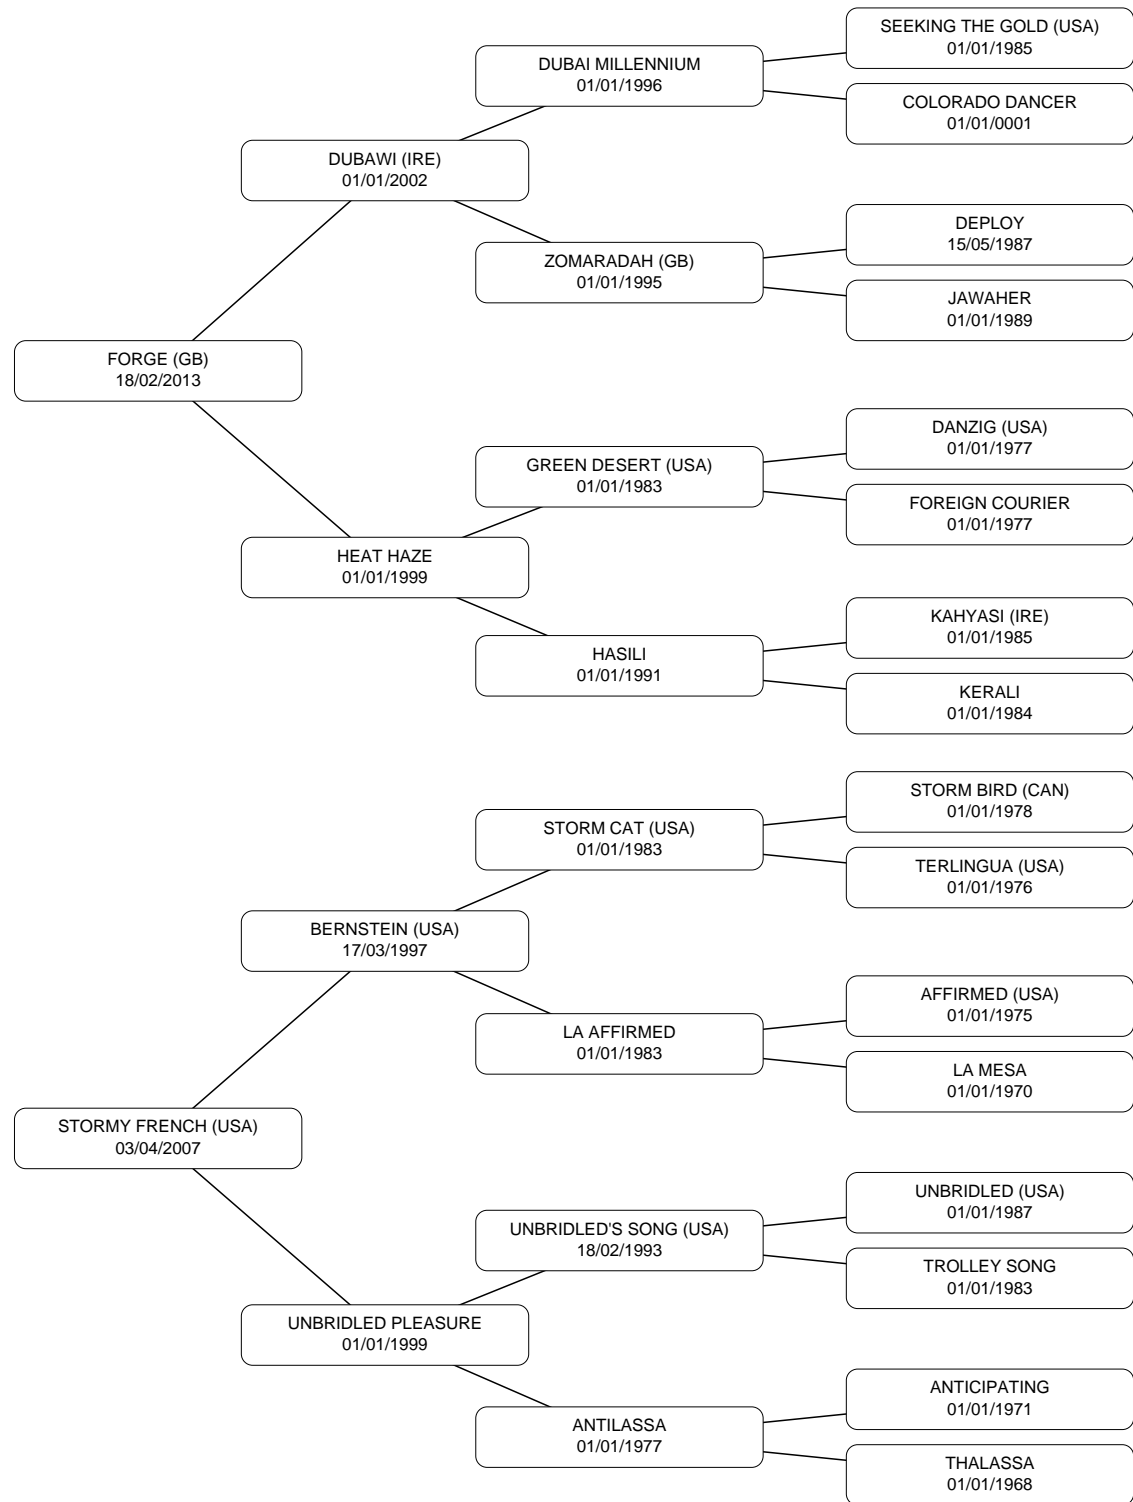 SEEKING THE GOLD (USA)
01/01/1985
DUBAI MILLENNIUM
01/01/1996
COLORADO DANCER
01/01/0001
DUBAWI (IRE)
01/01/2002
DEPLOY
15/05/1987
ZOMARADAH (GB)
01/01/1995
JAWAHER
01/01/1989
FORGE (GB)
18/02/2013
DANZIG (USA)
01/01/1977
GREEN DESERT (USA)
01/01/1983
FOREIGN COURIER
01/01/1977
HEAT HAZE
01/01/1999
KAHYASI (IRE)
01/01/1985
HASILI
01/01/1991
KERALI
01/01/1984
STORM BIRD (CAN)
01/01/1978
STORM CAT (USA)
01/01/1983
TERLINGUA (USA)
01/01/1976
BERNSTEIN (USA)
17/03/1997
AFFIRMED (USA)
01/01/1975
LA AFFIRMED
01/01/1983
LA MESA
01/01/1970
STORMY FRENCH (USA)
03/04/2007
UNBRIDLED (USA)
01/01/1987
UNBRIDLED'S SONG (USA)
18/02/1993
TROLLEY SONG
01/01/1983
UNBRIDLED PLEASURE
01/01/1999
ANTICIPATING
01/01/1971
ANTILASSA
01/01/1977
THALASSA
01/01/1968